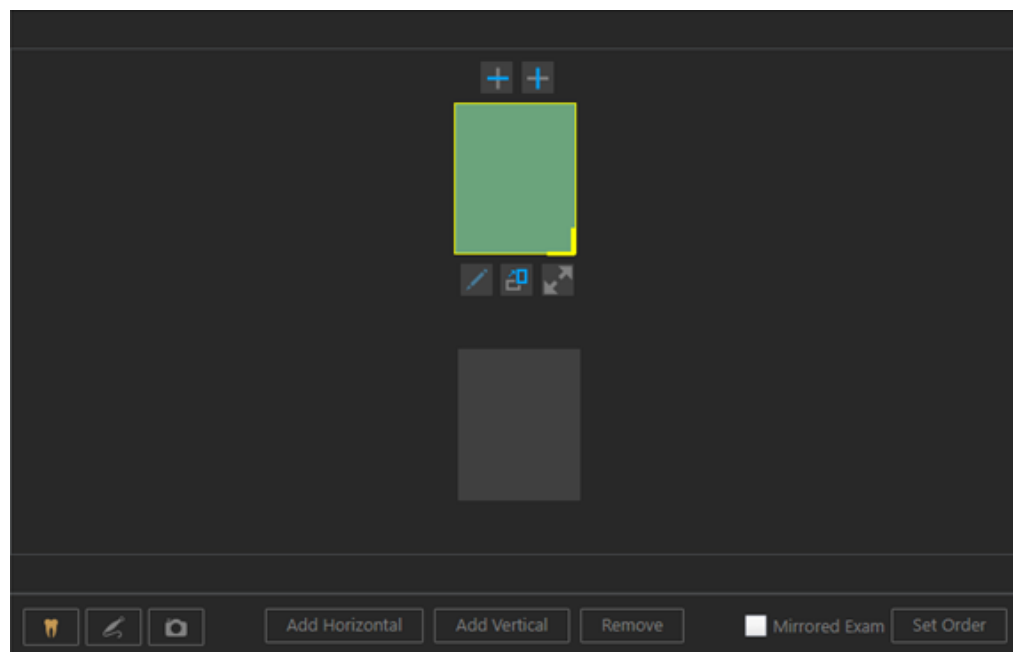 Add Horizontal
Add Vertical
Remove
Mirrored Exam
Set Order